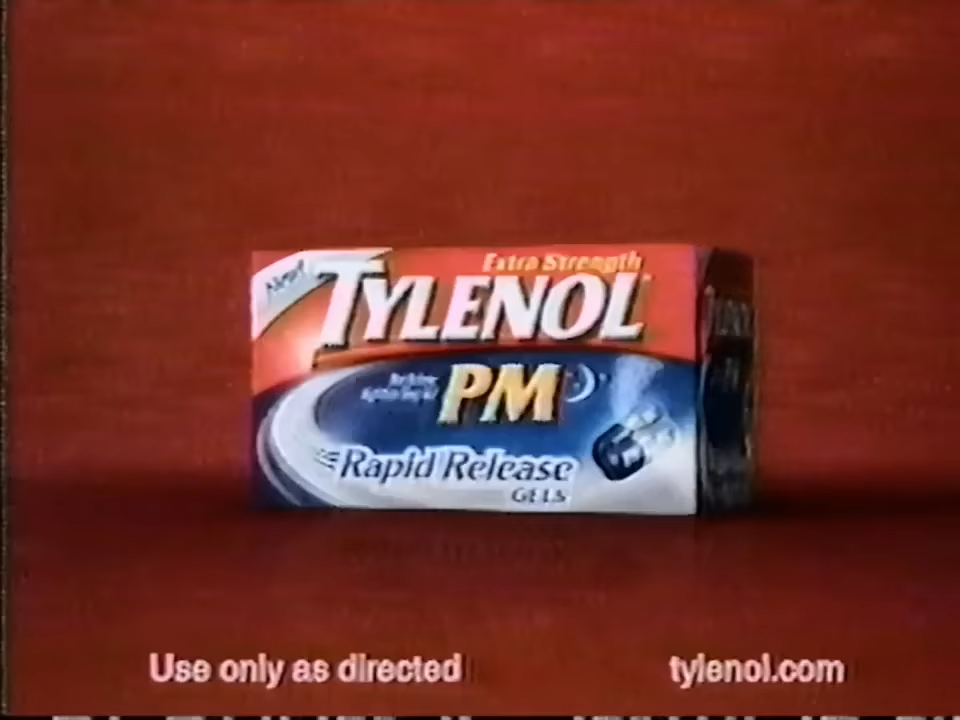 New!
Extra Strength
TYLENOL
PM
Rapid Release
GELS
Use only as directed
tylenol.com